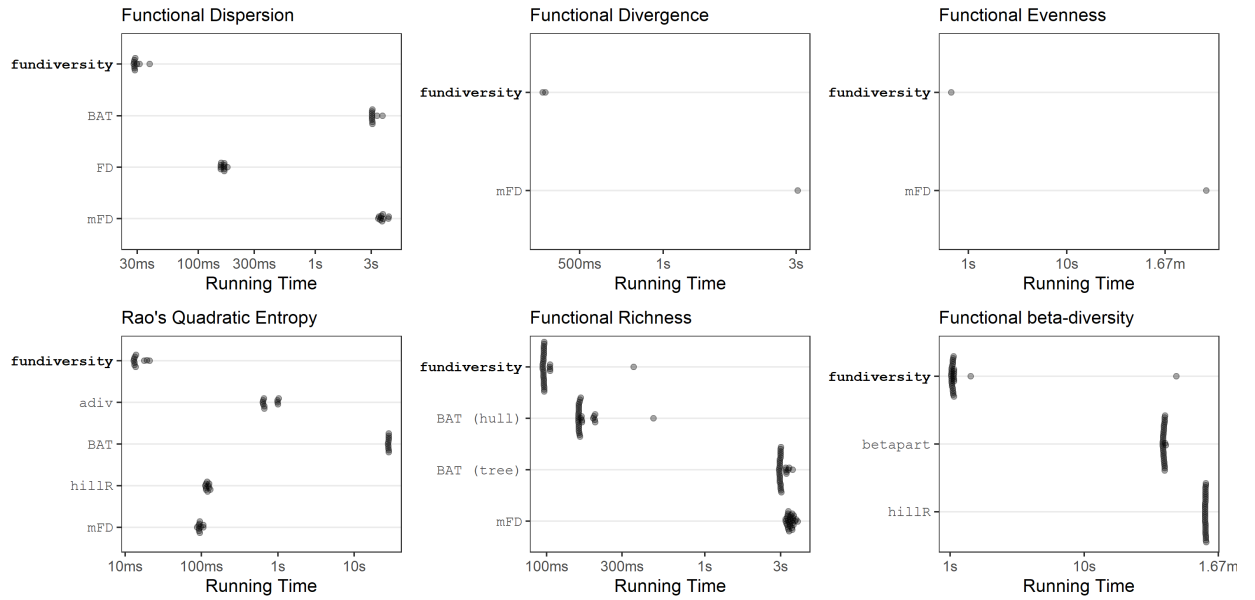 Functional Dispersion
fundiversity
BAT
FD
mFD
30ms 100ms 300ms 1s 3s
Running Time
Functional Divergence
fundiversity
mFD
500ms 1s 3s
Running Time
Functional Evenness
fundiversity
mFD
1s 10s 1.67m
Running Time
Rao's Quadratic Entropy
fundiversity
adiv
BAT
hillR
mFD
10ms 100ms 1s 10s
Running Time
Functional Richness
fundiversity
BAT (hull)
BAT (tree)
mFD
100ms 300ms 1s 3s
Running Time
Functional beta-diversity
fundiversity
betapart
hillR
1s 10s 1.67m
Running Time